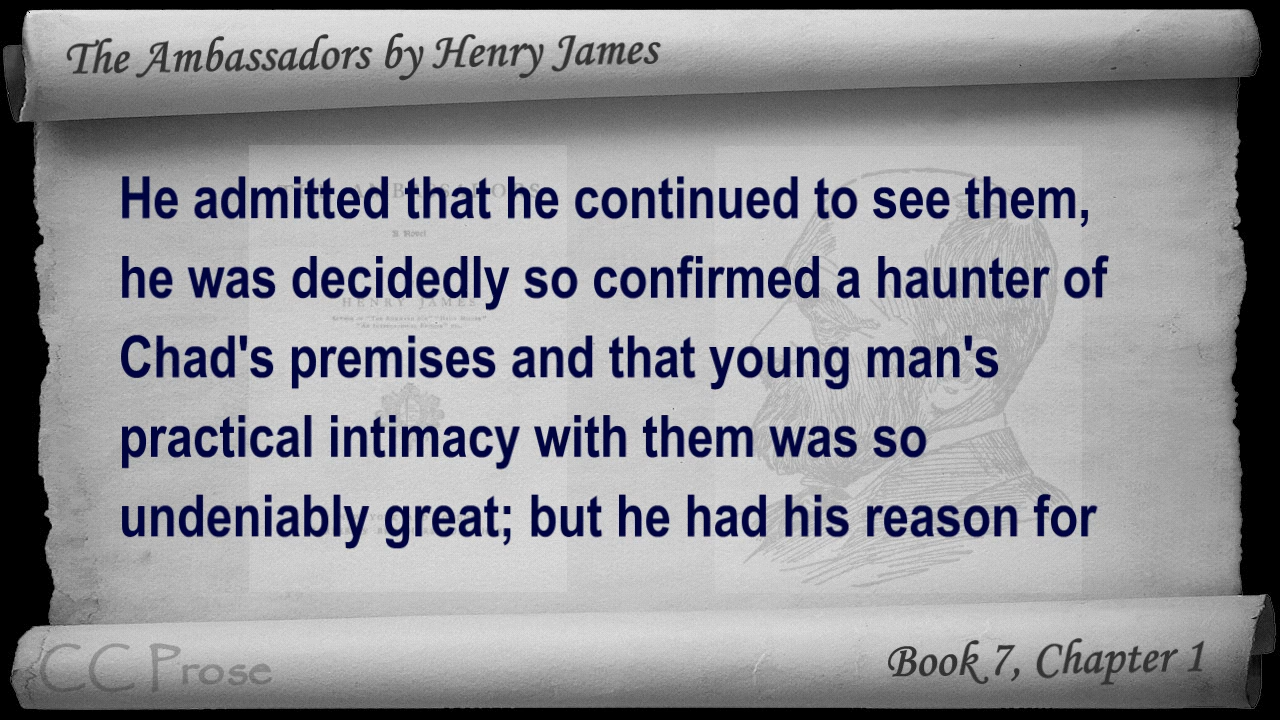 The Ambassadors by Henry James
He admitted that he continued to see them,
he was decidedly so confirmed a haunter of
Chad's premises and that young man's
practical intimacy with them was so
undeniably great; but he had his reason for
HENRY JAMES
CC Prose
Book 7, Chapter 1